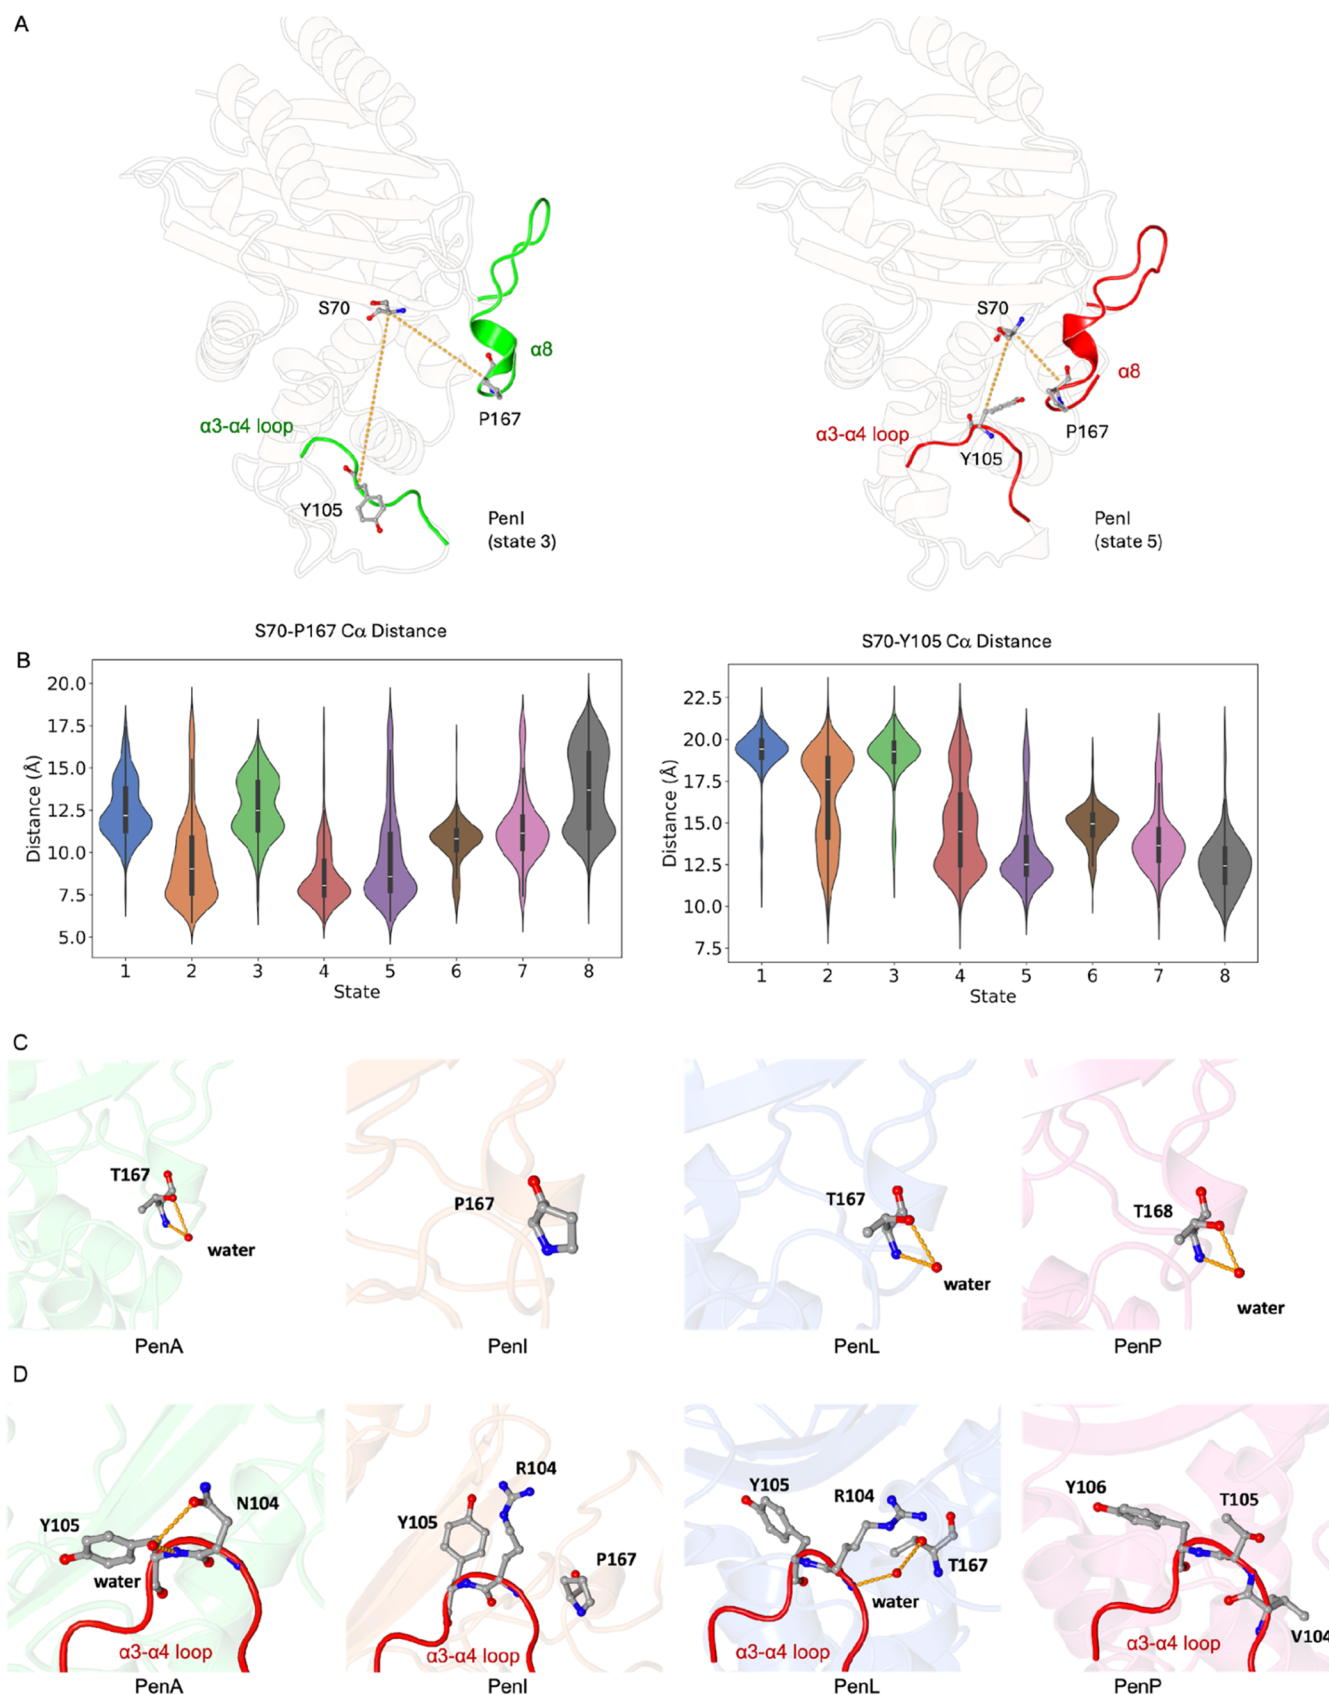 A
S70
α8
P167
α3-α4 loop
Y105
PenI
(state 3)
S70
α8
P167
α3-α4 loop
Y105
PenI
(state 5)
B
S70-P167 Cα Distance
Distance (Å)
20.0
17.5
15.0
12.5
10.0
7.5
5.0
1 2 3 4 5 6 7 8
State
S70-Y105 Cα Distance
Distance (Å)
22.5
20.0
17.5
15.0
12.5
10.0
7.5
1 2 3 4 5 6 7 8
State
C
T167
water
PenA
P167
PenI
T167
water
PenL
T168
water
PenP
D
N104
Y105
water
α3-α4 loop
PenA
R104
Y105
P167
α3-α4 loop
PenI
Y105
R104
T167
water
α3-α4 loop
PenL
Y106
T105
V104
α3-α4 loop
PenP